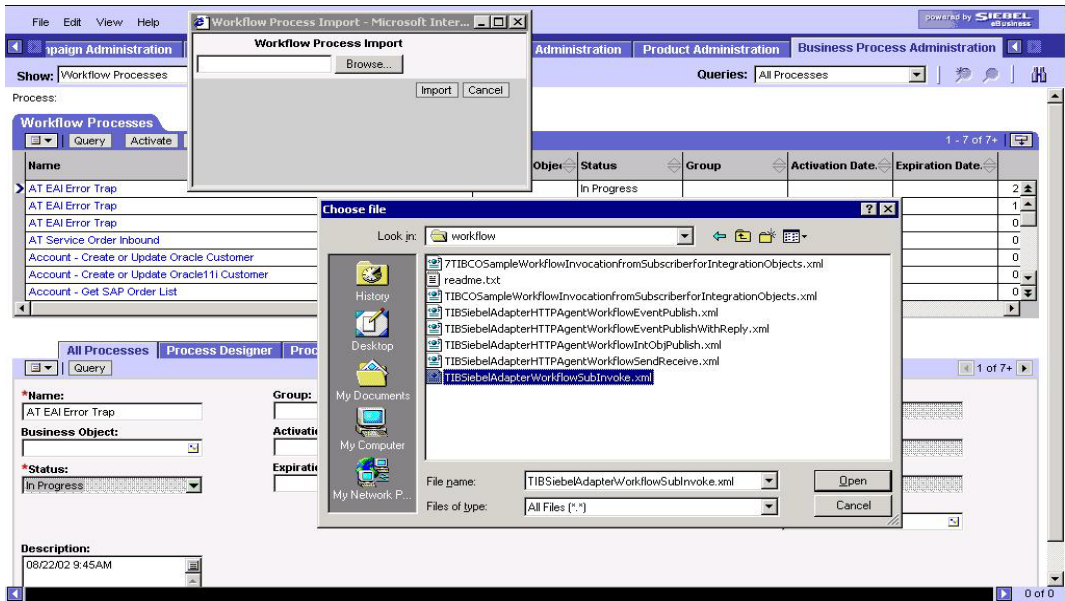 File Edit View Help
Workflow Process Import - Microsoft Inter...
powered by SIEBEL
eBusiness
Workflow Process Import
Browse...
Import Cancel
paign Administration
Administration Product Administration Business Process Administration
Show: Workflow Processes
Queries: All Processes
Process:
Workflow Processes
Query Activate
1 - 7 of 7+
Name Objec Status Group Activation Date. Expiration Date.
AT EAI Error Trap In Progress 2
AT EAI Error Trap 1
AT EAI Error Trap 0
AT Service Order Inbound 0
Account - Create or Update Oracle Customer 0
Account - Create or Update Oracle11i Customer 0
Account - Get SAP Order List 0
Choose file
Look in: workflow
History
Desktop
My Documents
My Computer
My Network P...
7TIBCOSampleWorkflowInvocationfromSubscriberforIntegrationObjects.xml
readme.txt
TIBCOSampleWorkflowInvocationfromSubscriberforIntegrationObjects.xml
TIBSiebelAdapterHTTPAgentWorkflowEventPublish.xml
TIBSiebelAdapterHTTPAgentWorkflowEventPublishWithReply.xml
TIBSiebelAdapterHTTPAgentWorkflowIntObjPublish.xml
TIBSiebelAdapterHTTPAgentWorkflowSendReceive.xml
TIBSiebelAdapterWorkflowSubInvoke.xml
File name: TIBSiebelAdapterWorkflowSubInvoke.xml Open
Files of type: All Files (*.*) Cancel
All Processes Process Designer Proc
Query
1 of 7+
*Name: Group:
AT EAI Error Trap
Business Object: Activati
*Status: Expirati
In Progress
Description:
08/22/02 9:45AM
0 of 0